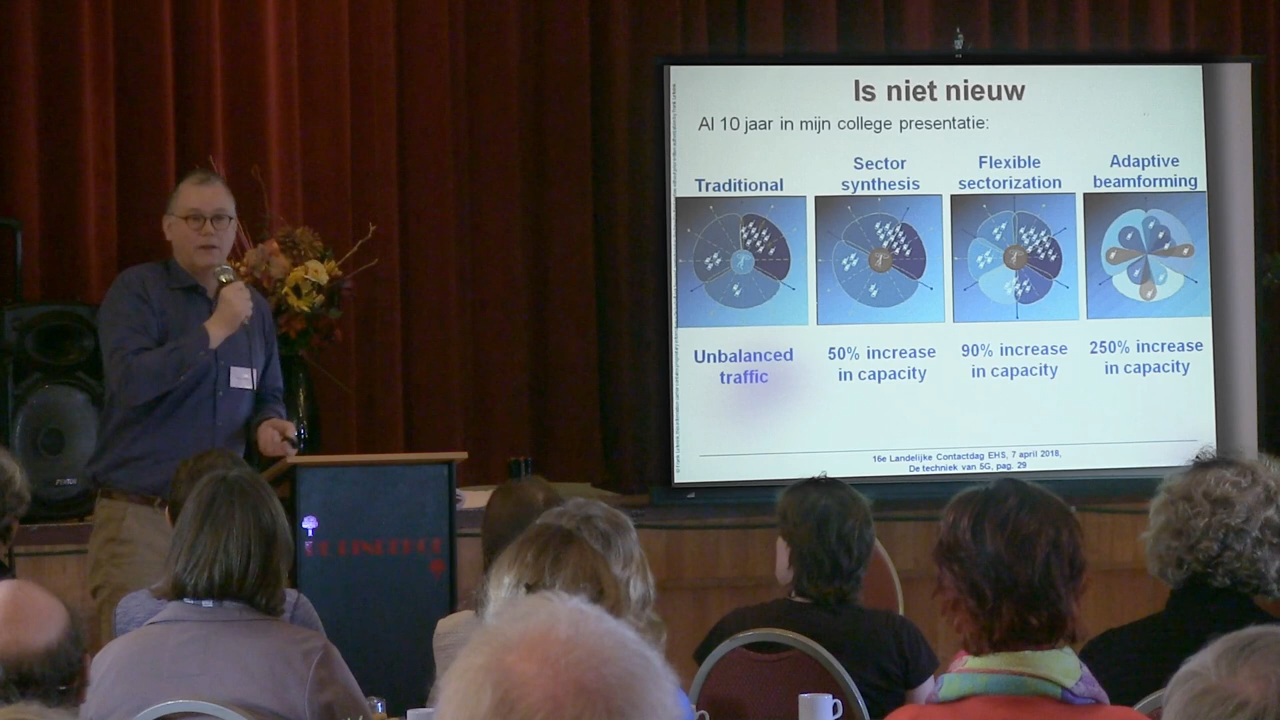 Is niet nieuw
Al 10 jaar in mijn college presentatie:
Traditional
Sector
synthesis
Flexible
sectorization
Adaptive
beamforming
Unbalanced
traffic
50% increase
in capacity
90% increase
in capacity
250% increase
in capacity
16e Landelijke Contactdag EHS, 7 april 2018,
De techniek van 5G, pag. 29